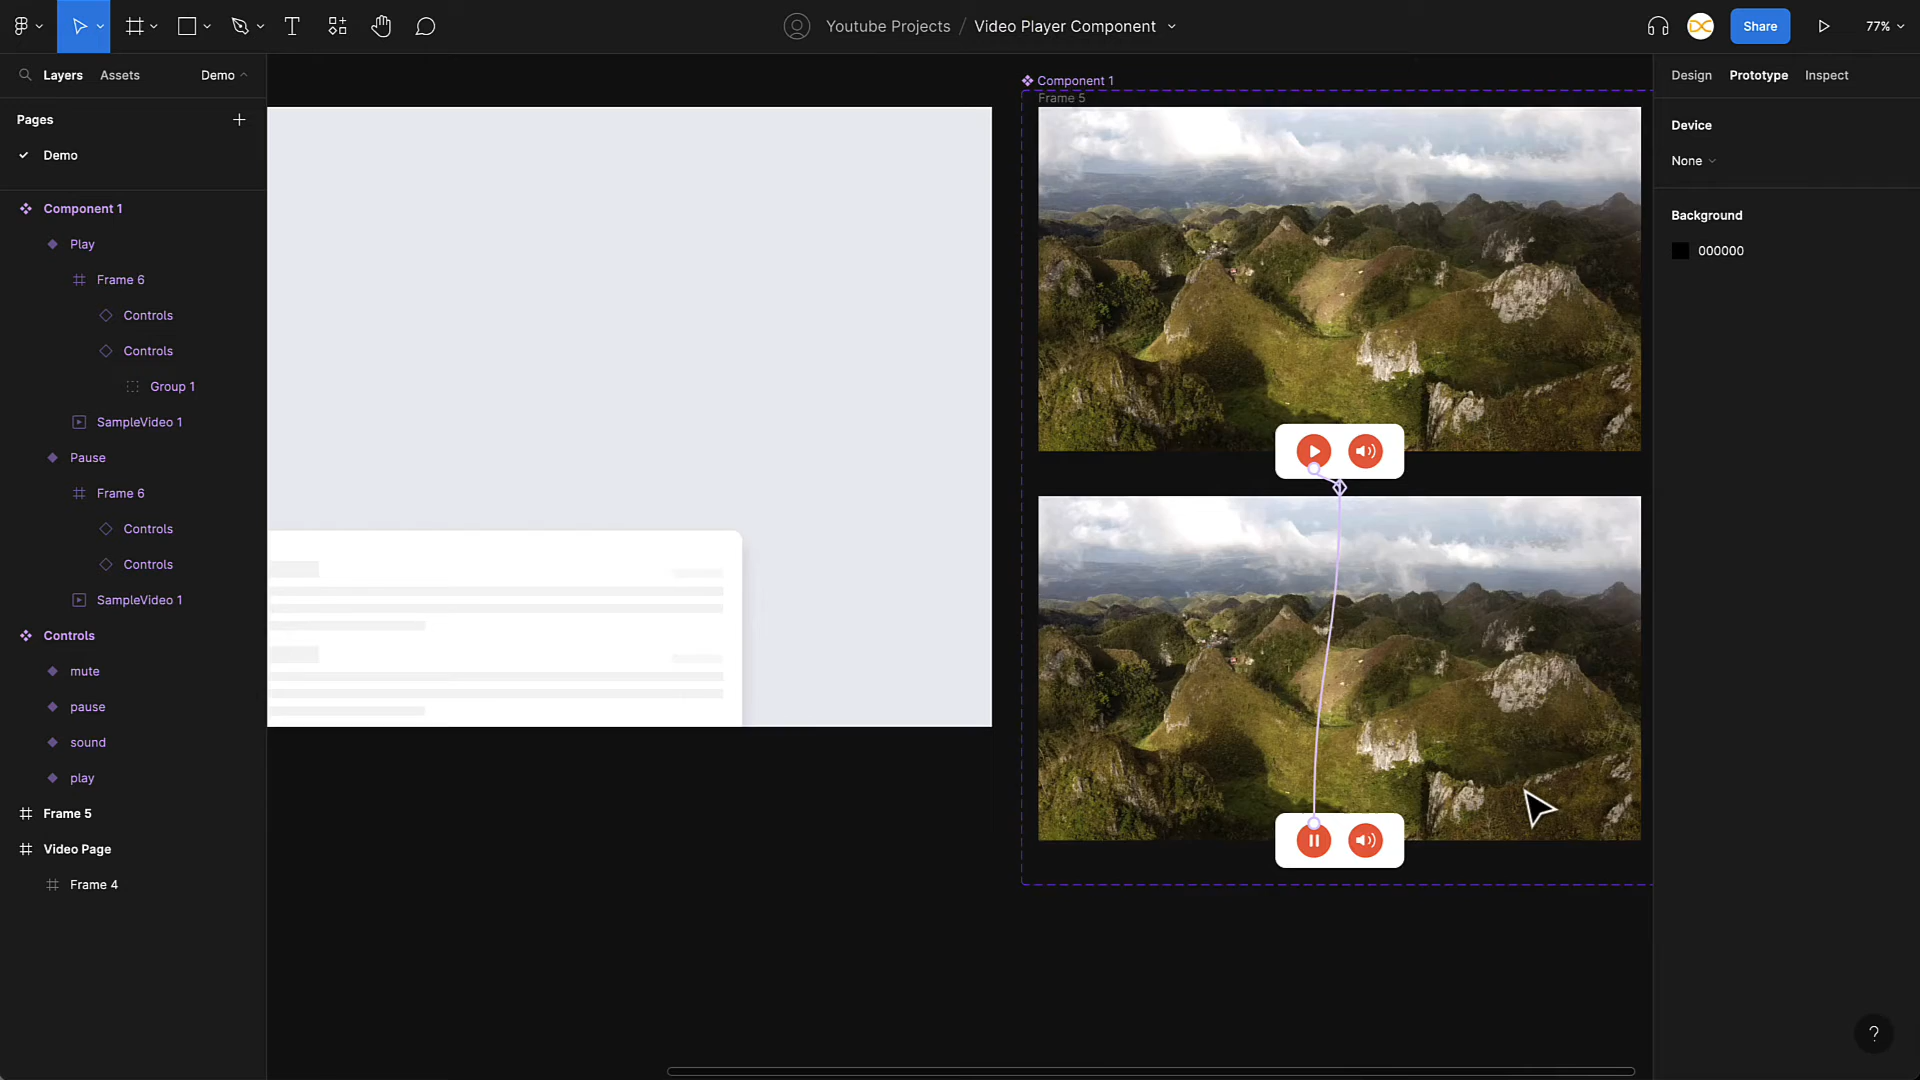 Youtube Projects / Video Player Component
Share
77%
Layers
Assets
Demo
Pages
Demo
Component 1
Play
Frame 6
Controls
Controls
Group 1
SampleVideo 1
Pause
Frame 6
Controls
Controls
SampleVideo 1
Controls
mute
pause
sound
play
Frame 5
Video Page
Frame 4
Component 1
Frame 5
Design
Prototype
Inspect
Device
None
Background
000000
?